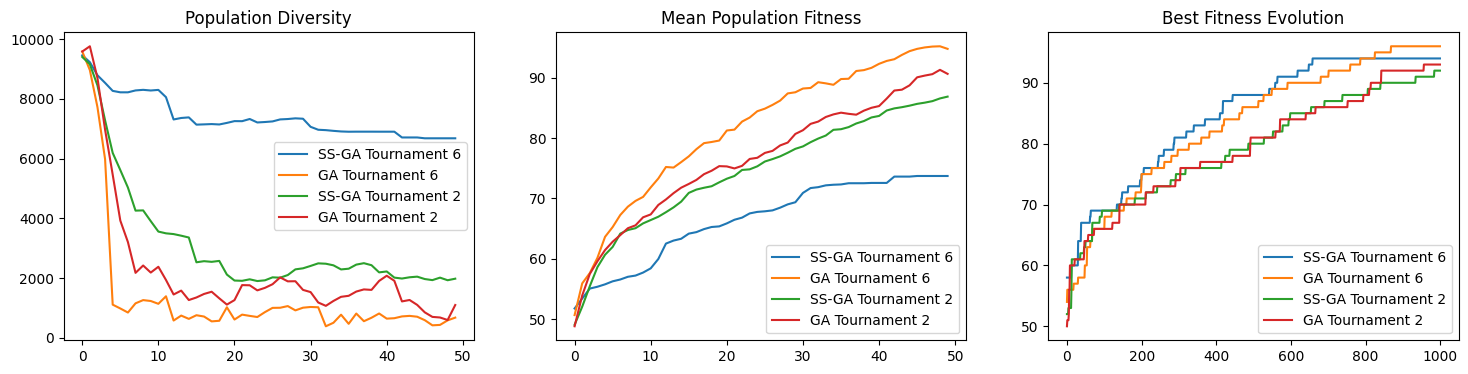 Population Diversity
10000
8000
6000
4000
2000
0
0 10 20 30 40 50
SS-GA Tournament 6
GA Tournament 6
SS-GA Tournament 2
GA Tournament 2
Mean Population Fitness
90
80
70
60
50
0 10 20 30 40 50
SS-GA Tournament 6
GA Tournament 6
SS-GA Tournament 2
GA Tournament 2
Best Fitness Evolution
90
80
70
60
50
0 200 400 600 800 1000
SS-GA Tournament 6
GA Tournament 6
SS-GA Tournament 2
GA Tournament 2